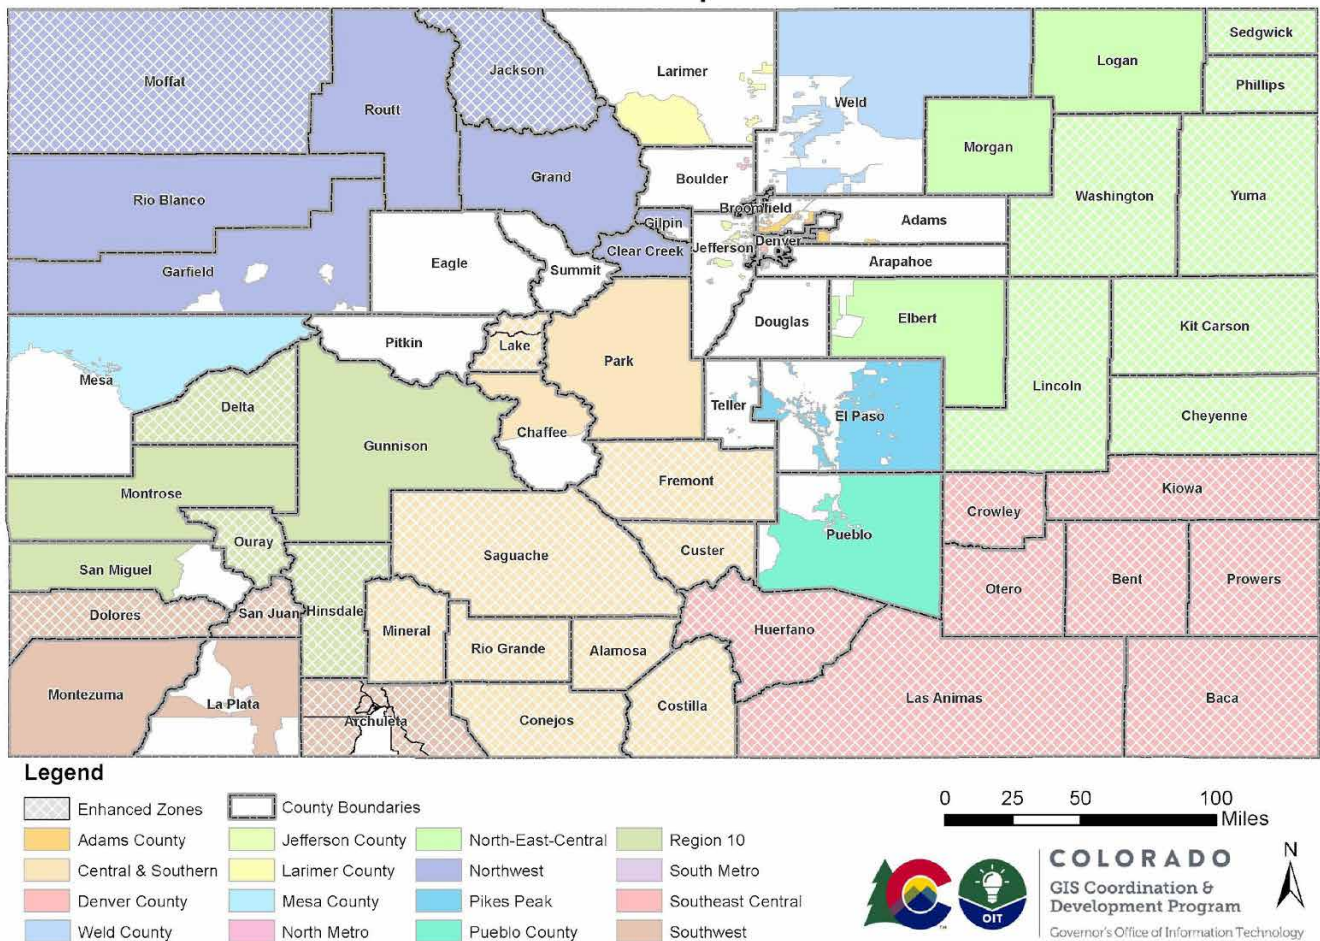 Moffat
Jackson
Larimer
Logan
Sedgwick
Phillips
Routt
Weld
Morgan
Grand
Boulder
Washington
Yuma
Rio Blanco
Broomfield
Gilpin
Adams
Clear Creek
Jefferson
Denver
Garfield
Eagle
Summit
Arapahoe
Douglas
Elbert
Kit Carson
Pitkin
Lake
Park
Mesa
Lincoln
Delta
Teller
El Paso
Cheyenne
Chaffee
Gunnison
Fremont
Montrose
Kiowa
Crowley
Ouray
Saguache
Custer
Pueblo
San Miguel
Otero
Bent
Prowers
Dolores
San Juan
Hinsdale
Mineral
Huerfano
Rio Grande
Alamosa
Montezuma
La Plata
Archuleta
Conejos
Costilla
Las Animas
Baca
Legend
Enhanced Zones
County Boundaries
Adams County
Jefferson County
North-East-Central
Region 10
Central & Southern
Larimer County
Northwest
South Metro
Denver County
Mesa County
Pikes Peak
Southeast Central
Weld County
North Metro
Pueblo County
Southwest
0 25 50 100
Miles
N
OIT
COLORADO
GIS Coordination &
Development Program
Governor's Office of Information Technology